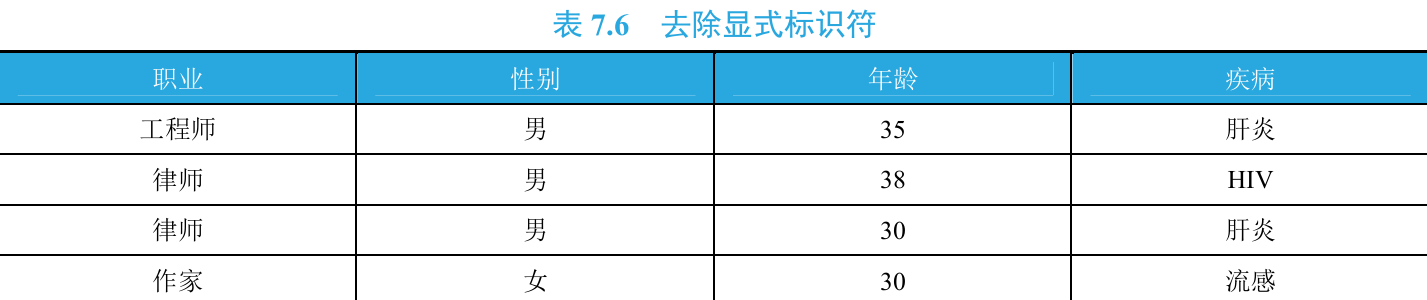 表 7.6 去除显式标识符
职业 性别 年龄 疾病
工程师 男 35 肝炎
律师 男 38 HIV
律师 男 30 肝炎
作家 女 30 流感